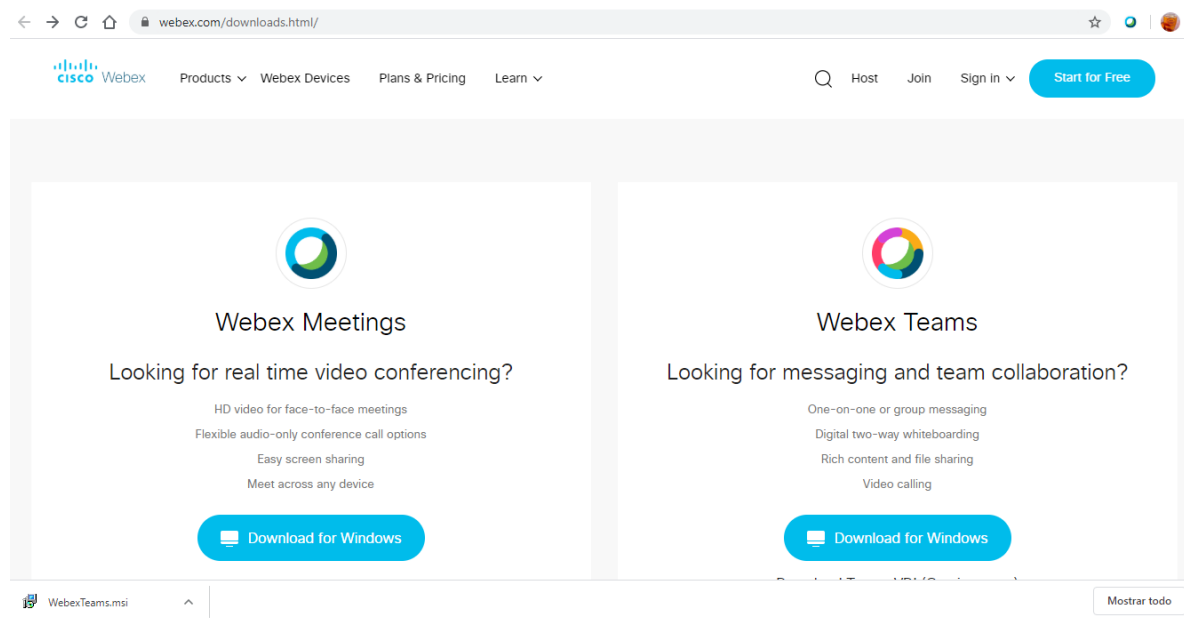 webex.com/downloads.html/
CISCO Webex
Products
Webex Devices
Plans & Pricing
Learn
Host
Join
Sign in
Start for Free
Webex Meetings
Looking for real time video conferencing?
HD video for face-to-face meetings
Flexible audio-only conference call options
Easy screen sharing
Meet across any device
Download for Windows
Webex Teams
Looking for messaging and team collaboration?
One-on-one or group messaging
Digital two-way whiteboarding
Rich content and file sharing
Video calling
Download for Windows
WebexTeams.msi
Mostrar todo